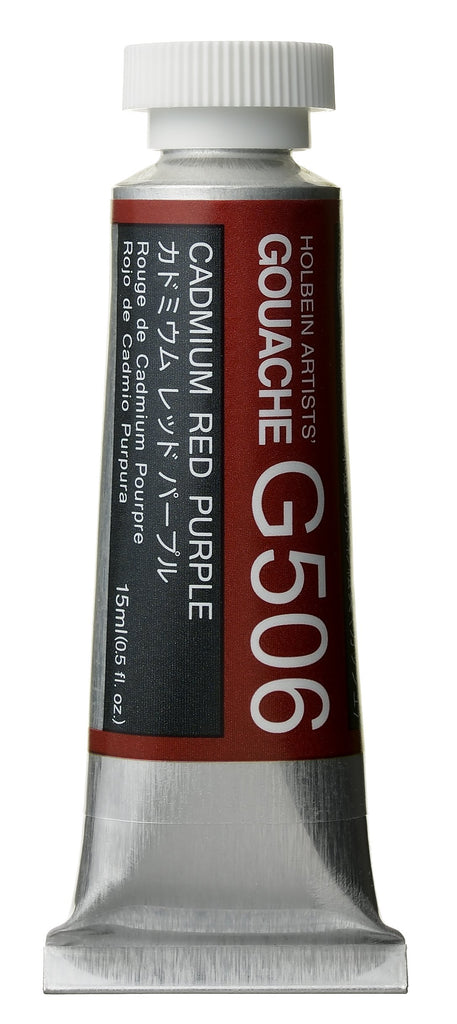 HOLBEIN ARTISTS'
GOUACHE G506
CADMIUM RED PURPLE
カドミウム レッド パープル
Rouge de Cadmium Pourpre
Rojo de Cadmio Purpura
15ml(0.5 fl. oz.)